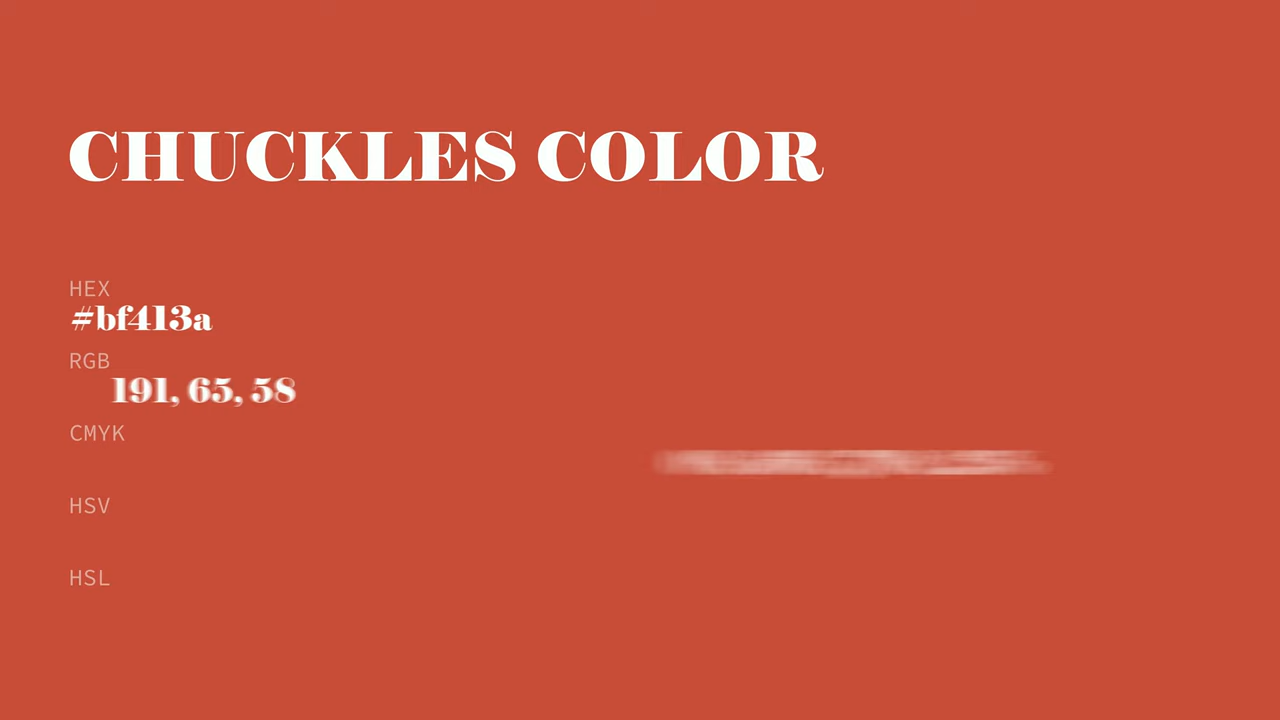 CHUCKLES COLOR
HEX
#bf413a
RGB
191, 65, 58
CMYK
HSV
HSL